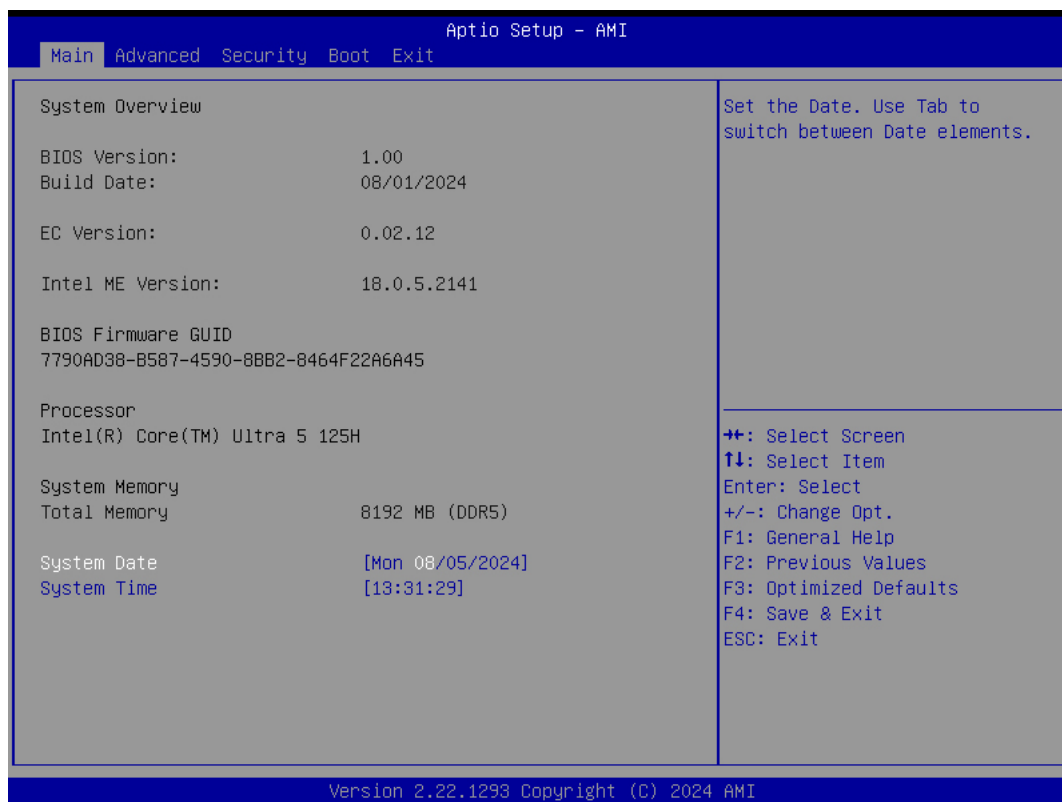 Aptio Setup - AMI
Main Advanced Security Boot Exit
System Overview
BIOS Version: 1.00
Build Date: 08/01/2024
EC Version: 0.02.12
Intel ME Version: 18.0.5.2141
BIOS Firmware GUID
7790AD38-B587-4590-8BB2-8464F22A6A45
Processor
Intel(R) Core(TM) Ultra 5 125H
System Memory
Total Memory 8192 MB (DDR5)
System Date [Mon 08/05/2024]
System Time [13:31:29]
Set the Date. Use Tab to
switch between Date elements.
→←: Select Screen
↑↓: Select Item
Enter: Select
+/-: Change Opt.
F1: General Help
F2: Previous Values
F3: Optimized Defaults
F4: Save & Exit
ESC: Exit
Version 2.22.1293 Copyright (C) 2024 AMI